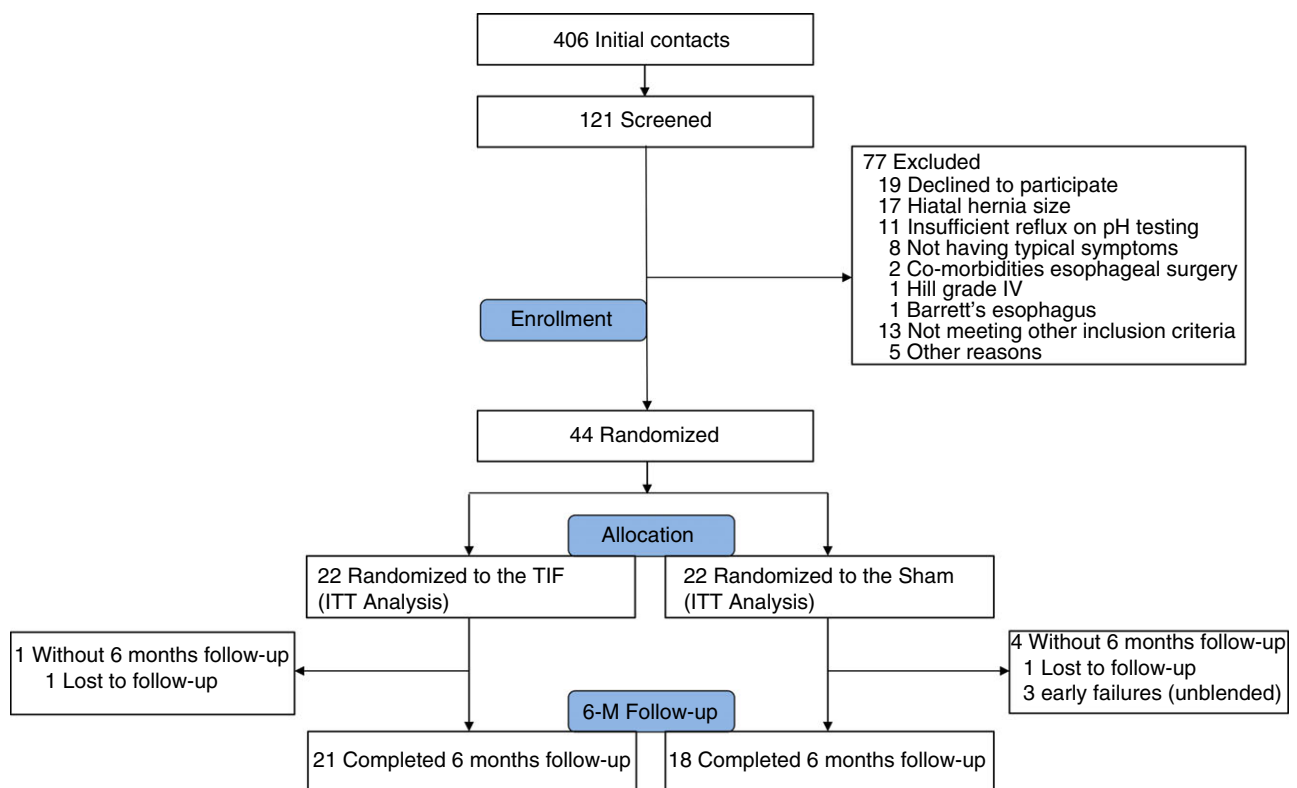 406 Initial contacts
121 Screened
77 Excluded
19 Declined to participate
17 Hiatal hernia size
11 Insufficient reflux on pH testing
8 Not having typical symptoms
2 Co-morbidities esophageal surgery
1 Hill grade IV
1 Barrett's esophagus
13 Not meeting other inclusion criteria
5 Other reasons
Enrollment
44 Randomized
Allocation
22 Randomized to the TIF
(ITT Analysis)
22 Randomized to the Sham
(ITT Analysis)
1 Without 6 months follow-up
1 Lost to follow-up
4 Without 6 months follow-up
1 Lost to follow-up
3 early failures (unblended)
6-M Follow-up
21 Completed 6 months follow-up
18 Completed 6 months follow-up